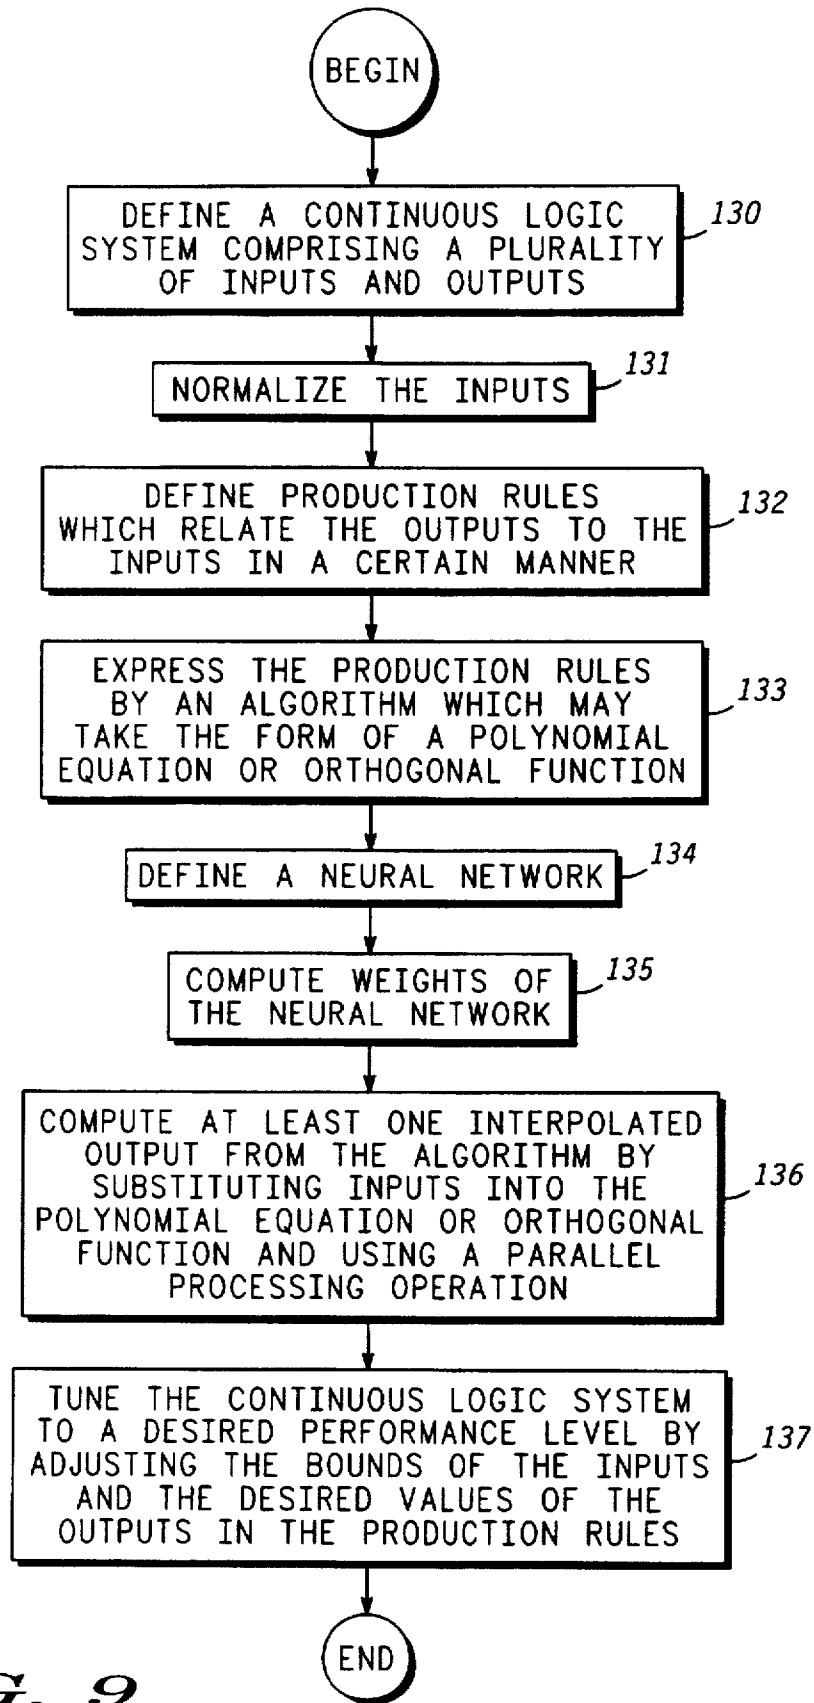 BEGIN
DEFINE A CONTINUOUS LOGIC
SYSTEM COMPRISING A PLURALITY
OF INPUTS AND OUTPUTS
130
NORMALIZE THE INPUTS
131
DEFINE PRODUCTION RULES
WHICH RELATE THE OUTPUTS TO THE
INPUTS IN A CERTAIN MANNER
132
EXPRESS THE PRODUCTION RULES
BY AN ALGORITHM WHICH MAY
TAKE THE FORM OF A POLYNOMIAL
EQUATION OR ORTHOGONAL FUNCTION
133
DEFINE A NEURAL NETWORK
134
COMPUTE WEIGHTS OF
THE NEURAL NETWORK
135
COMPUTE AT LEAST ONE INTERPOLATED
OUTPUT FROM THE ALGORITHM BY
SUBSTITUTING INPUTS INTO THE
POLYNOMIAL EQUATION OR ORTHOGONAL
FUNCTION AND USING A PARALLEL
PROCESSING OPERATION
136
TUNE THE CONTINUOUS LOGIC SYSTEM
TO A DESIRED PERFORMANCE LEVEL BY
ADJUSTING THE BOUNDS OF THE INPUTS
AND THE DESIRED VALUES OF THE
OUTPUTS IN THE PRODUCTION RULES
137
END